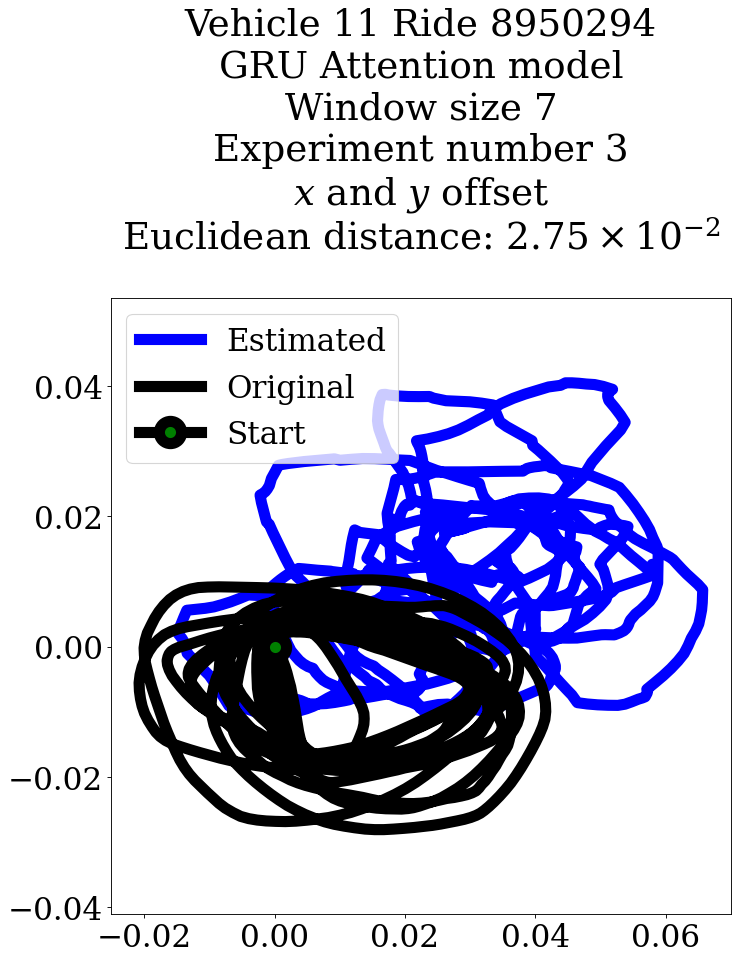 Vehicle 11 Ride 8950294
GRU Attention model
Window size 7
Experiment number 3
x and y offset
Euclidean distance: 2.75 × 10⁻²
Estimated
Original
Start
0.04
0.02
0.00
−0.02
−0.04
−0.02 0.00 0.02 0.04 0.06